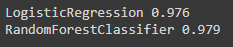 LogisticRegression 0.976
RandomForestClassifier 0.979